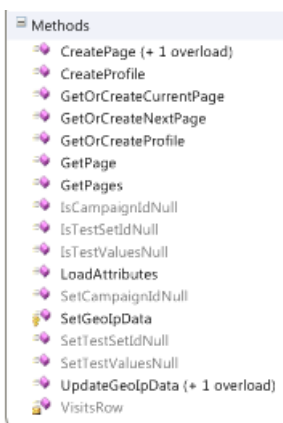 Methods
CreatePage (+ 1 overload)
CreateProfile
GetOrCreateCurrentPage
GetOrCreateNextPage
GetOrCreateProfile
GetPage
GetPages
IsCampaignIdNull
IsTestSetIdNull
IsTestValuesNull
LoadAttributes
SetCampaignIdNull
SetGeoIpData
SetTestSetIdNull
SetTestValuesNull
UpdateGeoIpData (+ 1 overload)
VisitsRow